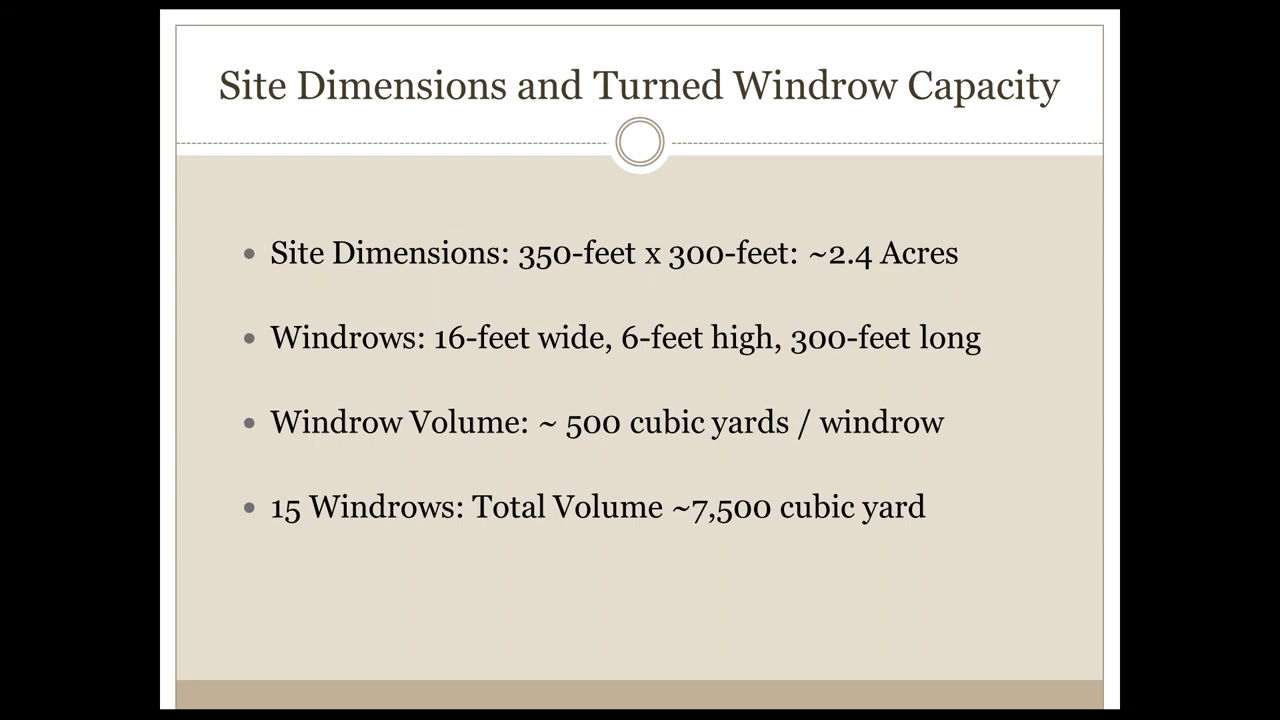 Site Dimensions and Turned Windrow Capacity
• Site Dimensions: 350-feet x 300-feet: ~2.4 Acres
• Windrows: 16-feet wide, 6-feet high, 300-feet long
• Windrow Volume: ~ 500 cubic yards / windrow
• 15 Windrows: Total Volume ~7,500 cubic yard